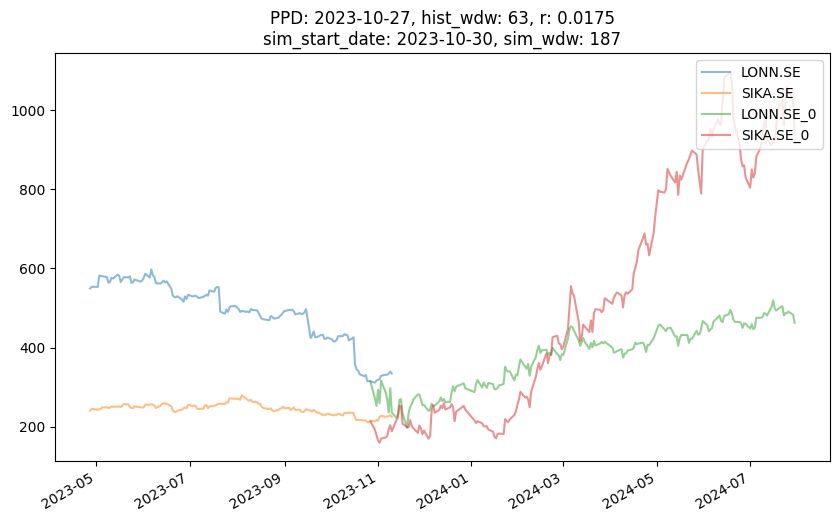 PPD: 2023-10-27, hist_wdw: 63, r: 0.0175
sim_start_date: 2023-10-30, sim_wdw: 187
LONN.SE
SIKA.SE
LONN.SE_0
SIKA.SE_0
1000
800
600
400
200
2023-05
2023-07
2023-09
2023-11
2024-01
2024-03
2024-05
2024-07